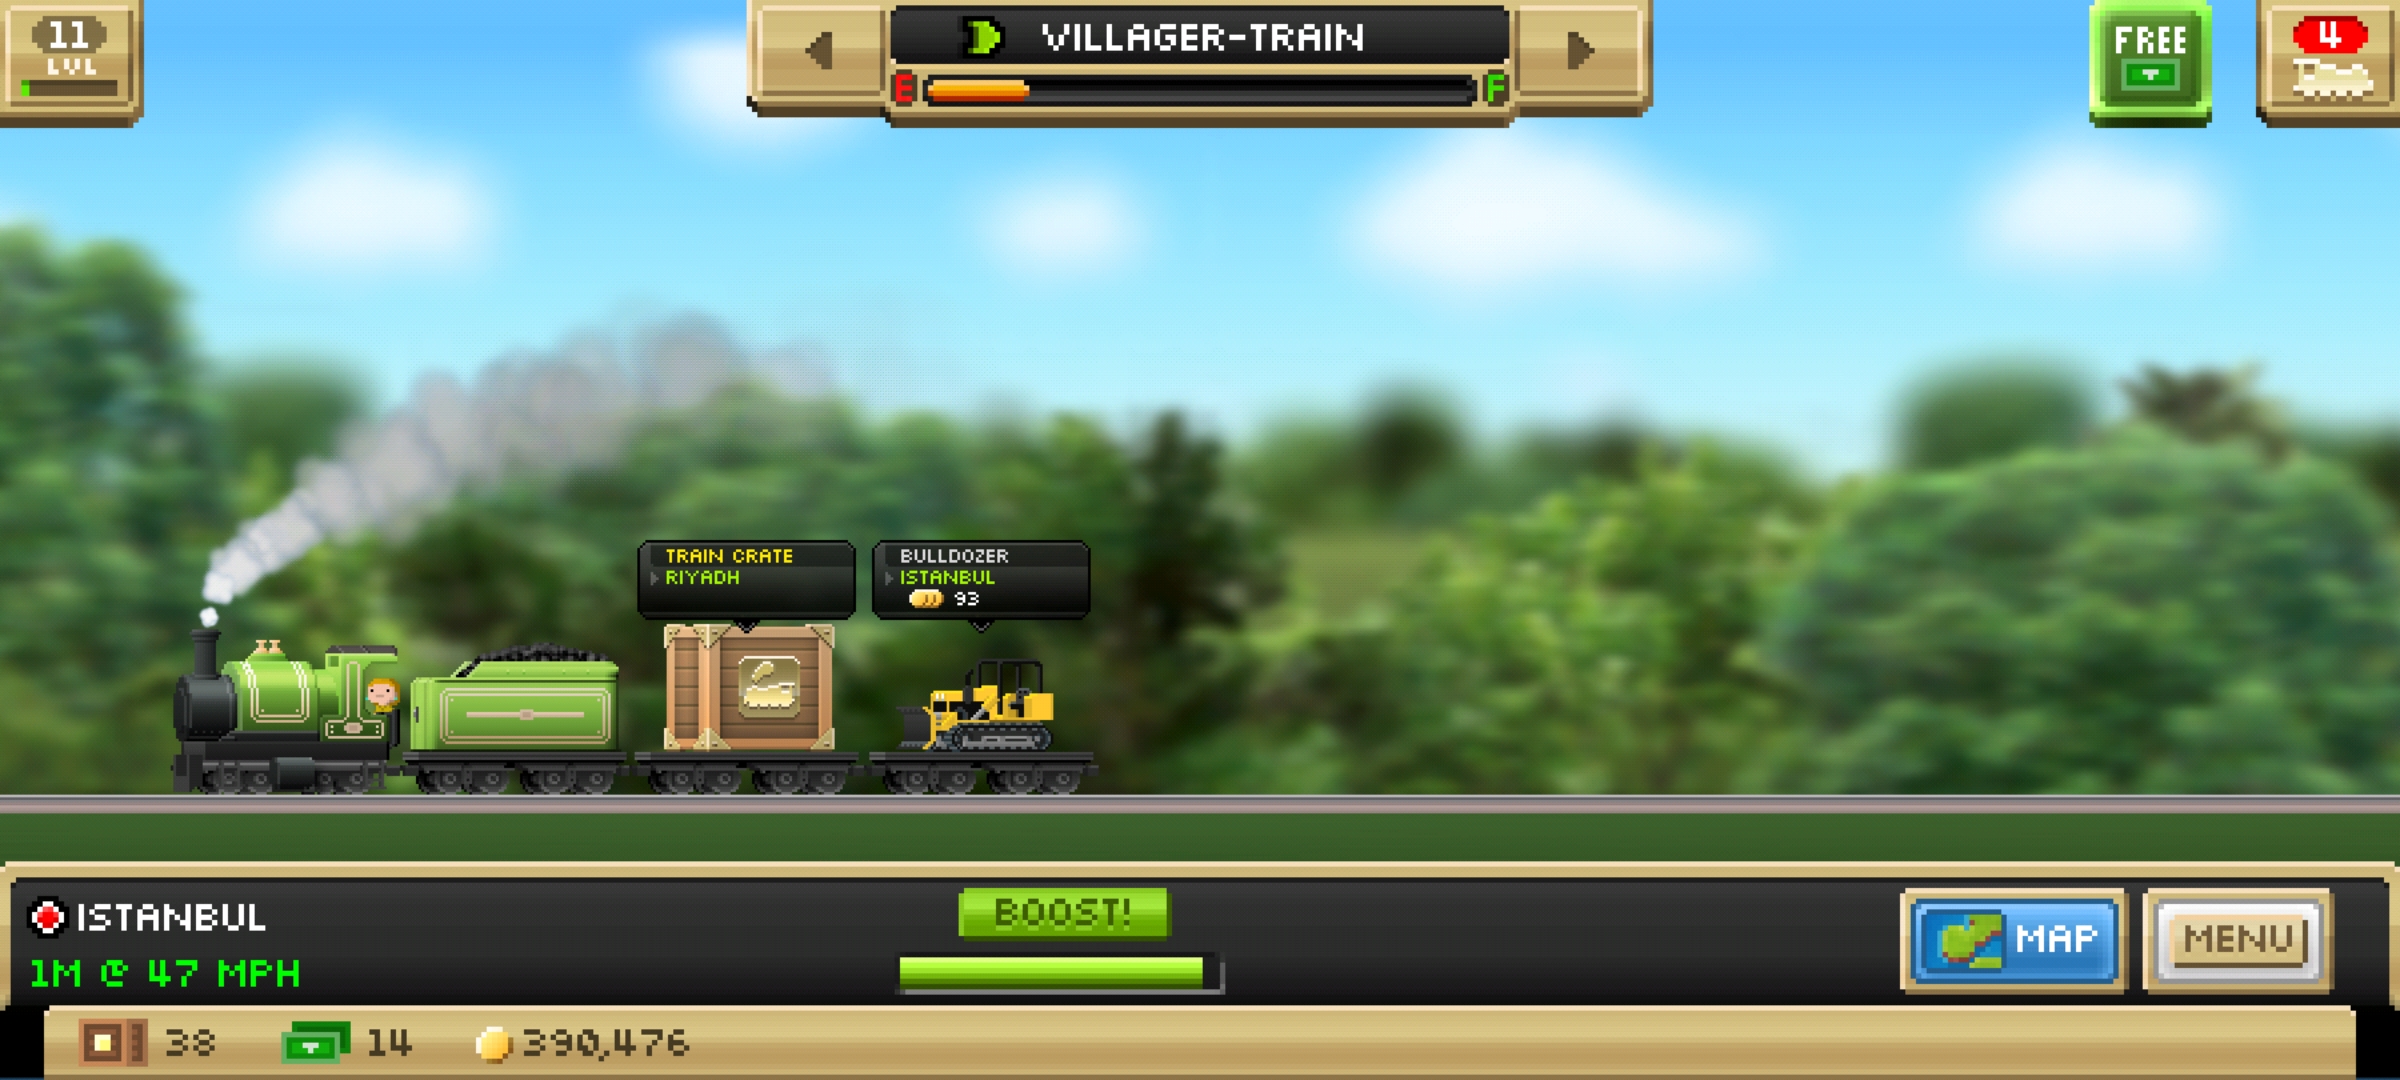 11
LVL
VILLAGER-TRAIN
E F
FREE
4
TRAIN CRATE
RIYADH
BULLDOZER
ISTANBUL
93
ISTANBUL
1M @ 47 MPH
BOOST!
MAP
MENU
38
14
390,476